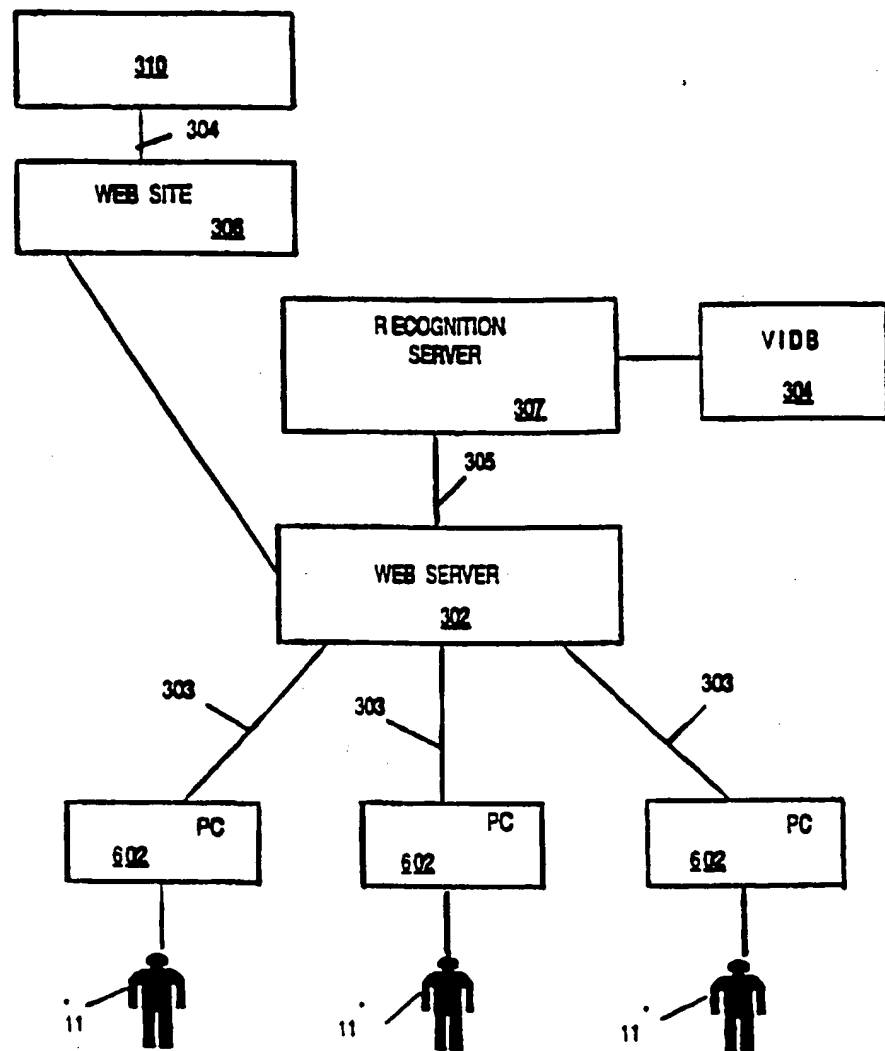 310
304
WEB SITE
306
RECOGNITION
SERVER
307
VIDB
304
305
WEB SERVER
302
303
303
303
PC
602
PC
602
PC
602
11
11
11